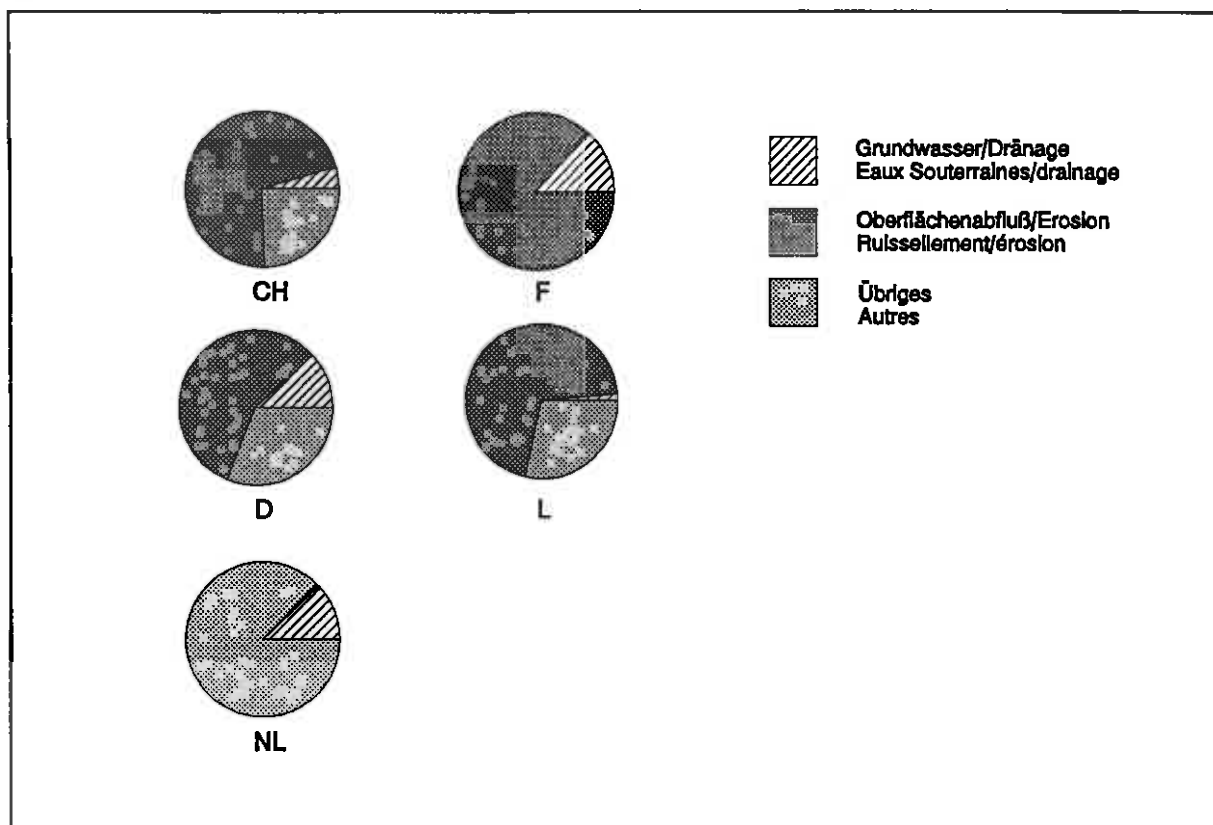 CH
F
Grundwasser/Dränage
Eaux Souterraines/drainage
Oberflächenabfluß/Erosion
Ruissellement/érosion
Übriges
Autres
D
L
NL